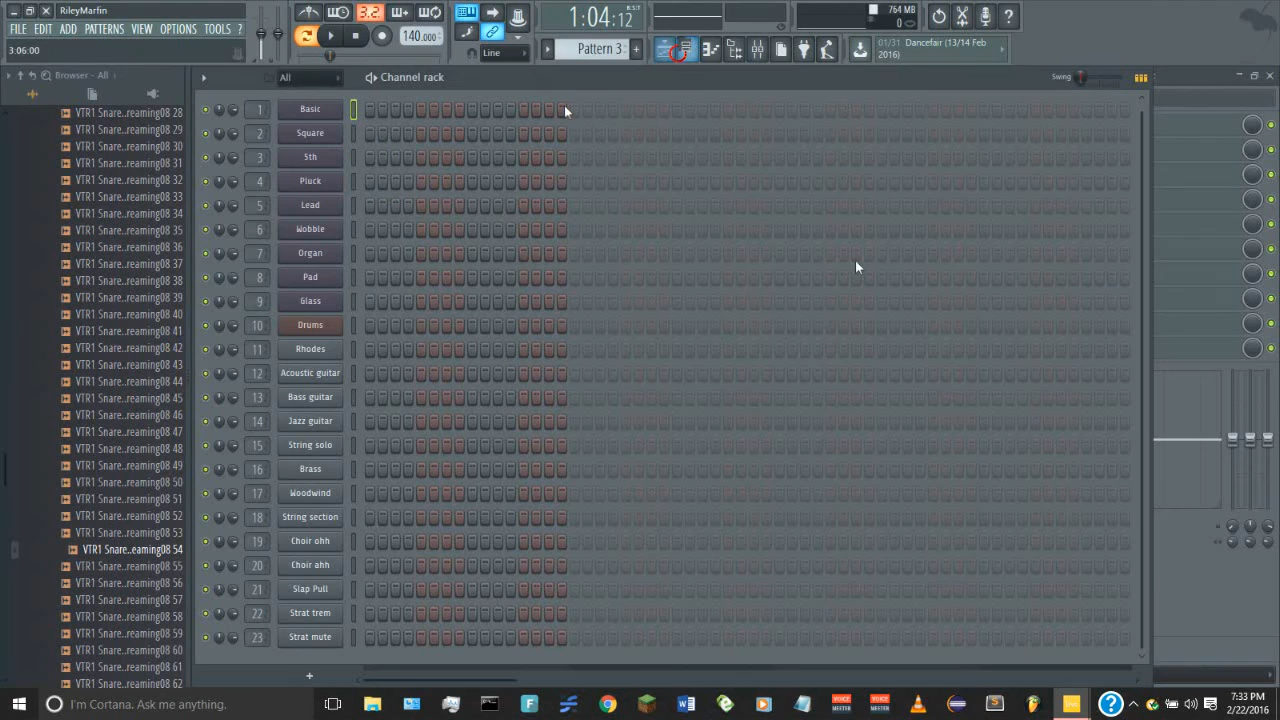 RileyMarfin
FILE EDIT ADD PATTERNS VIEW OPTIONS TOOLS ?
3:06:00
3.2
140.000
Line
B:S:T
1:04:12
Pattern 3
764 MB
0
01/31 Dancefair (13/14 Feb 2016)
Browser - All
All
Channel rack
Swing
VTR1 Snare..reaming08 28
VTR1 Snare..reaming08 29
VTR1 Snare..reaming08 30
VTR1 Snare..reaming08 31
VTR1 Snare..reaming08 32
VTR1 Snare..reaming08 33
VTR1 Snare..reaming08 34
VTR1 Snare..reaming08 35
VTR1 Snare..reaming08 36
VTR1 Snare..reaming08 37
VTR1 Snare..reaming08 38
VTR1 Snare..reaming08 39
VTR1 Snare..reaming08 40
VTR1 Snare..reaming08 41
VTR1 Snare..reaming08 42
VTR1 Snare..reaming08 43
VTR1 Snare..reaming08 44
VTR1 Snare..reaming08 45
VTR1 Snare..reaming08 46
VTR1 Snare..reaming08 47
VTR1 Snare..reaming08 48
VTR1 Snare..reaming08 49
VTR1 Snare..reaming08 50
VTR1 Snare..reaming08 51
VTR1 Snare..reaming08 52
VTR1 Snare..reaming08 53
VTR1 Snare..eaming08 54
VTR1 Snare..reaming08 55
VTR1 Snare..reaming08 56
VTR1 Snare..reaming08 57
VTR1 Snare..reaming08 58
VTR1 Snare..reaming08 59
VTR1 Snare..reaming08 60
VTR1 Snare..reaming08 61
VTR1 Snare..reaming08 62
1 Basic
2 Square
3 5th
4 Pluck
5 Lead
6 Wobble
7 Organ
8 Pad
9 Glass
10 Drums
11 Rhodes
12 Acoustic guitar
13 Bass guitar
14 Jazz guitar
15 String solo
16 Brass
17 Woodwind
18 String section
19 Choir ohh
20 Choir ahh
21 Slap Pull
22 Strat trem
23 Strat mute
+
I'm Cortana. Ask me anything.
VOICE MEETER
VOICE MEETER
7:33 PM
2/22/2016